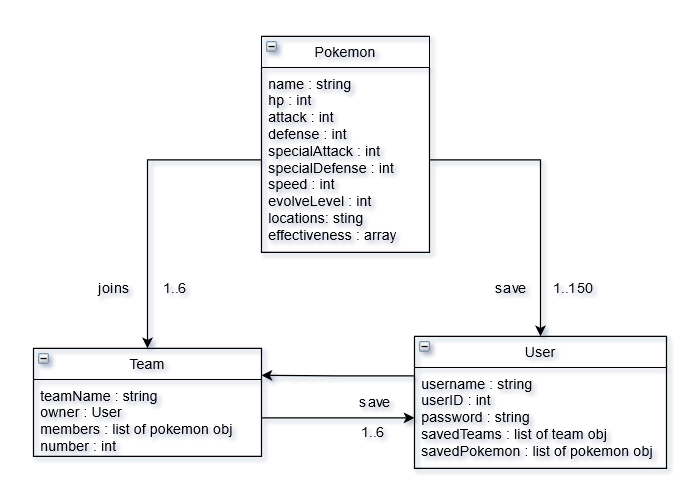 Pokemon
name : string
hp : int
attack : int
defense : int
specialAttack : int
specialDefense : int
speed : int
evolveLevel : int
locations: sting
effectiveness : array
joins
1..6
save
1..150
Team
teamName : string
owner : User
members : list of pokemon obj
number : int
save
1..6
User
username : string
userID : int
password : string
savedTeams : list of team obj
savedPokemon : list of pokemon obj